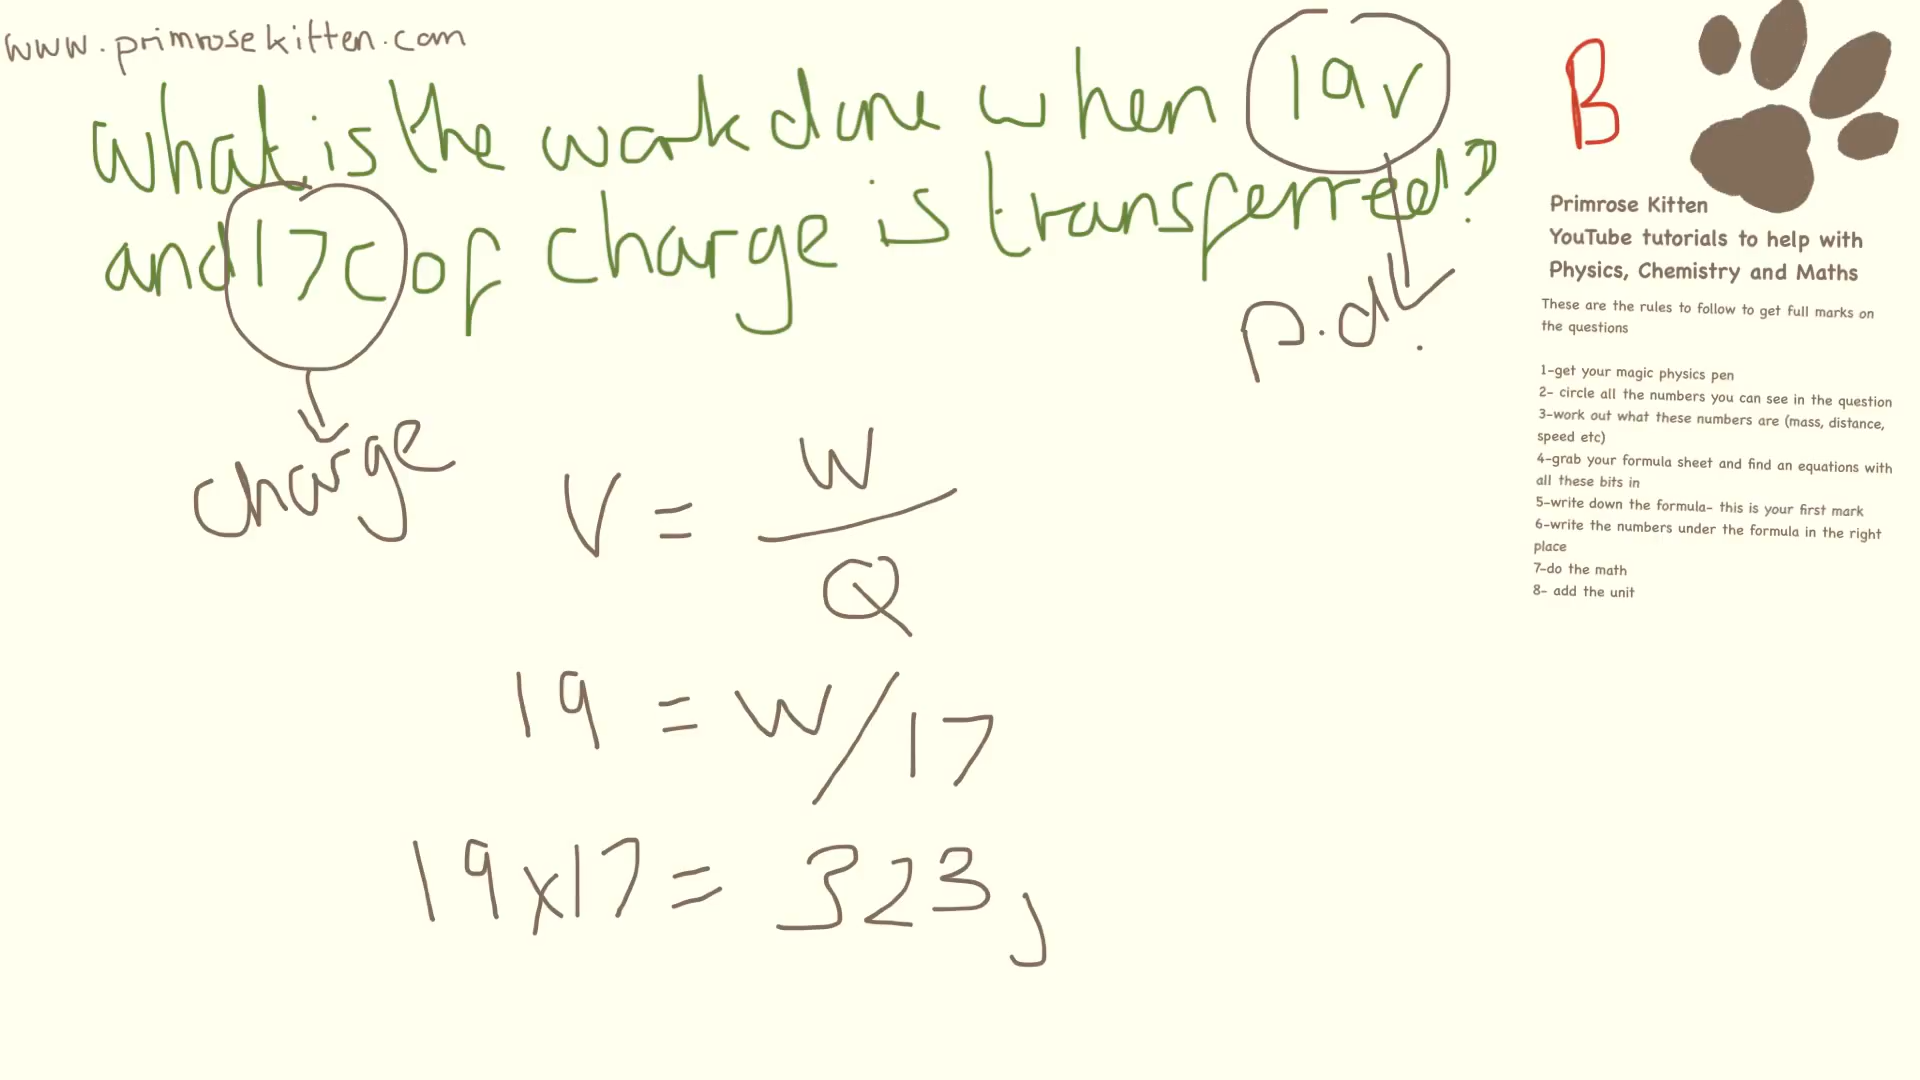 www.primrosekitten.com
B
what is the work done when 19v
and 17c of charge is transferred?
p.d.
charge
V = W
Q
19 = W/17
19x17= 323j
Primrose Kitten
YouTube tutorials to help with
Physics, Chemistry and Maths
These are the rules to follow to get full marks on
the questions
1-get your magic physics pen
2- circle all the numbers you can see in the question
3-work out what these numbers are (mass, distance,
speed etc)
4-grab your formula sheet and find an equations with
all these bits in
5-write down the formula- this is your first mark
6-write the numbers under the formula in the right
place
7-do the math
8- add the unit